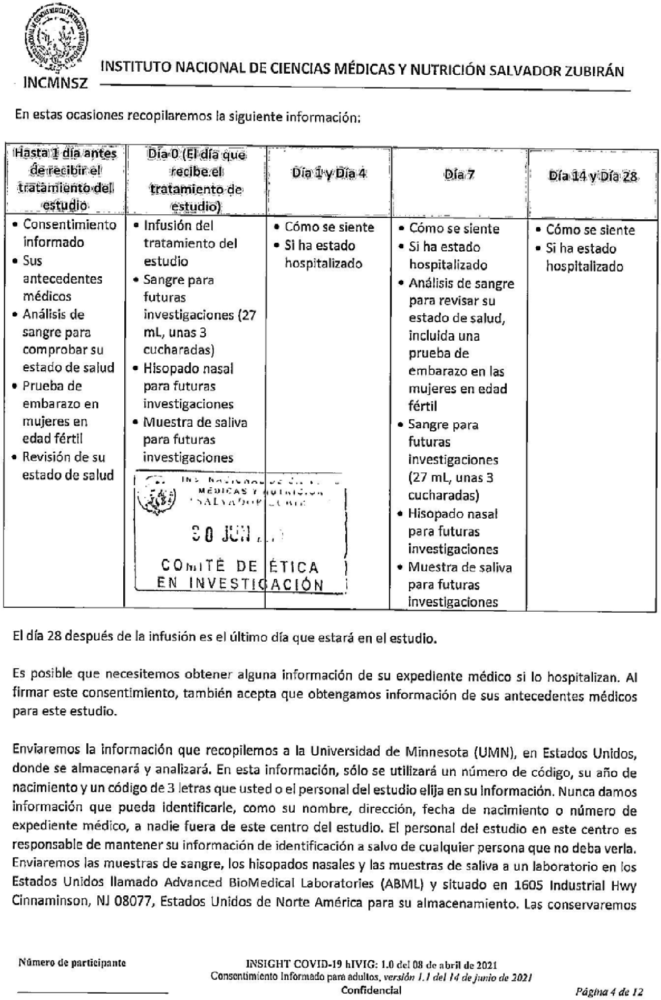 INCMNSZ
INSTITUTO NACIONAL DE CIENCIAS MÉDICAS Y NUTRICIÓN SALVADOR ZUBIRÁN
En estas ocasiones recopilaremos la siguiente información:
Hasta 1 día antes
de recibir el
tratamiento del
estudio
Día 0 (El día que
recibe el
tratamiento de
estudio)
Día 1 y Día 4
Día 7
Día 14 y Día 28
• Consentimiento
informado
• Sus
antecedentes
médicos
• Análisis de
sangre para
comprobar su
estado de salud
• Prueba de
embarazo en
mujeres en
edad fértil
• Revisión de su
estado de salud
• Infusión del
tratamiento del
estudio
• Sangre para
futuras
investigaciones (27
mL, unas 3
cucharadas)
• Hisopado nasal
para futuras
investigaciones
• Muestra de saliva
para futuras
investigaciones
• Cómo se siente
• Si ha estado
hospitalizado
• Cómo se siente
• Si ha estado
hospitalizado
• Análisis de sangre
para revisar su
estado de salud,
incluida una
prueba de
embarazo en las
mujeres en edad
fértil
• Sangre para
futuras
investigaciones
(27 mL, unas 3
cucharadas)
• Hisopado nasal
para futuras
investigaciones
• Muestra de saliva
para futuras
investigaciones
• Cómo se siente
• Si ha estado
hospitalizado
MÉDICAS Y NUTRICIÓN
30 JUN
COMITÉ DE ÉTICA
EN INVESTIGACIÓN
El día 28 después de la infusión es el último día que estará en el estudio.
Es posible que necesitemos obtener alguna información de su expediente médico si lo hospitalizan. Al
firmar este consentimiento, también acepta que obtengamos información de sus antecedentes médicos
para este estudio.
Enviaremos la información que recopilemos a la Universidad de Minnesota (UMN), en Estados Unidos,
donde se almacenará y analizará. En esta información, sólo se utilizará un número de código, su año de
nacimiento y un código de 3 letras que usted o el personal del estudio elija en su información. Nunca damos
información que pueda identificarle, como su nombre, dirección, fecha de nacimiento o número de
expediente médico, a nadie fuera de este centro del estudio. El personal del estudio en este centro es
responsable de mantener su información de identificación a salvo de cualquier persona que no deba verla.
Enviaremos las muestras de sangre, los hisopados nasales y las muestras de saliva a un laboratorio en los
Estados Unidos llamado Advanced BioMedical Laboratories (ABML) y situado en 1605 Industrial Hwy
Cinnaminson, NJ 08077, Estados Unidos de Norte América para su almacenamiento. Las conservaremos
Número de participante
INSIGHT COVID-19 hIVIG: 1.0 del 08 de abril de 2021
Consentimiento Informado para adultos, versión 1.1 del 14 de junio de 2021
Confidencial
Página 4 de 12